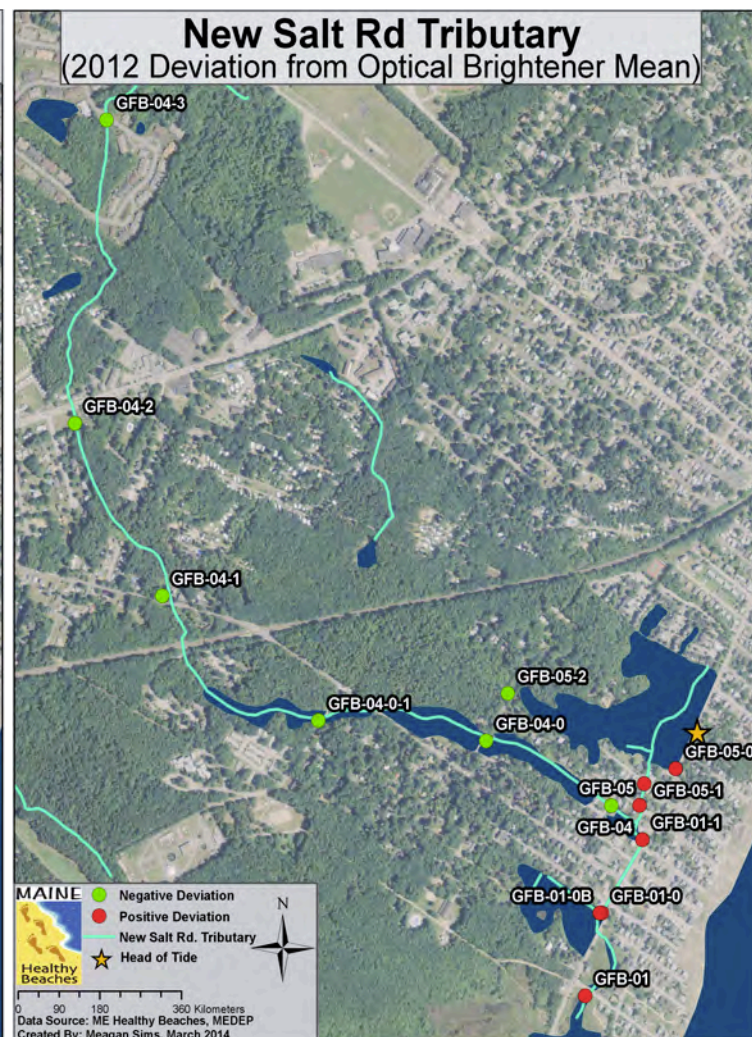 New Salt Rd Tributary
(2012 Deviation from Optical Brightener Mean)
GFB-04-3
GFB-04-2
GFB-04-1
GFB-05-2
GFB-04-0-1
GFB-04-0
GFB-05-0
GFB-05
GFB-05-1
GFB-04
GFB-01-1
GFB-01-0B
GFB-01-0
GFB-01
MAINE
Healthy
Beaches
Negative Deviation
Positive Deviation
New Salt Rd. Tributary
Head of Tide
N
0 90 180 360 Kilometers
Data Source: ME Healthy Beaches, MEDEP
Created By: Meagan Sims, March 2014